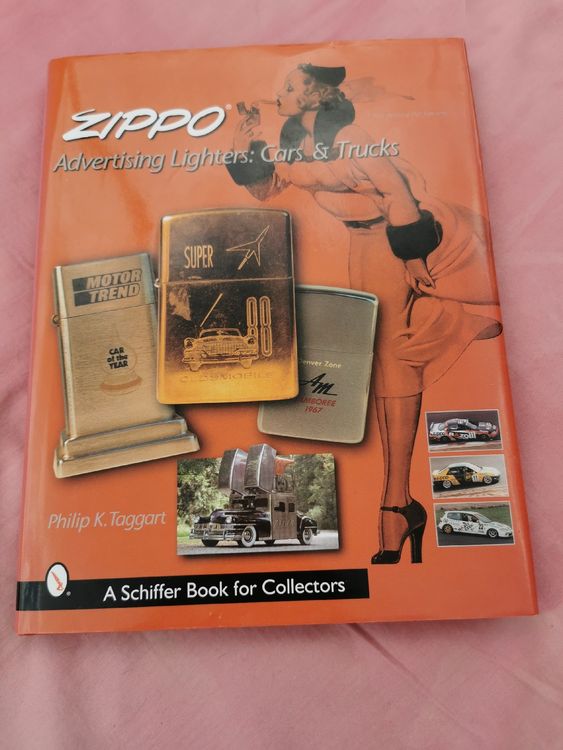 ZIPPO®
Advertising Lighters: Cars & Trucks
MOTOR
TREND
CAR
of the
YEAR
SUPER
88
OLDSMOBILE
Denver Zone
AM
JAMBOREE
1967
Philip K. Taggart
A Schiffer Book for Collectors